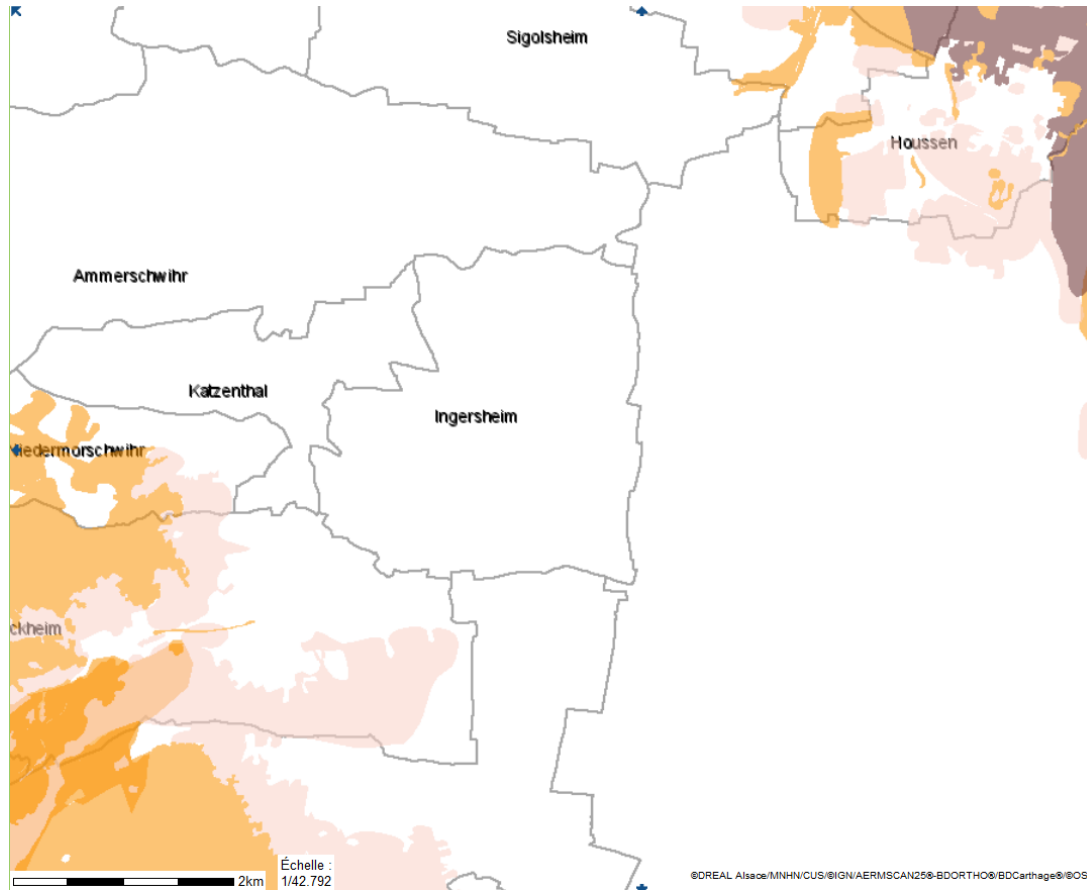 Sigolsheim
Houssen
Ammerschwihr
Katzenthal
Ingersheim
iedermorschwihr
ckheim
2km
Échelle :
1/42.792
©DREAL Alsace/MNHN/CUS/©IGN/AERMSCAN25®-BDORTHO®/BDCarthage®/©OS